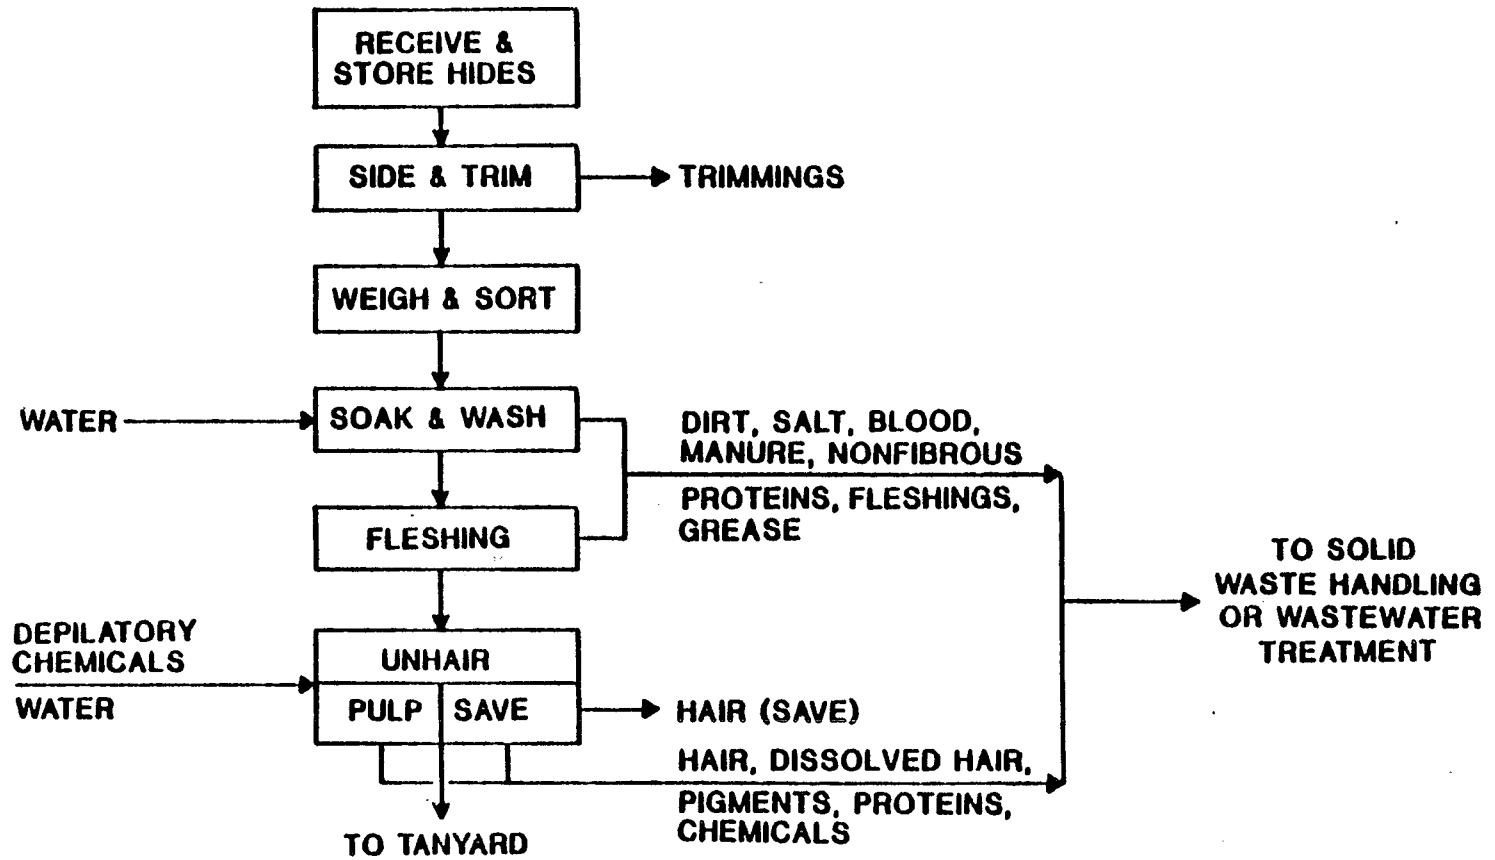 RECEIVE &
STORE HIDES
SIDE & TRIM
TRIMMINGS
WEIGH & SORT
WATER
SOAK & WASH
DIRT, SALT, BLOOD,
MANURE, NONFIBROUS
PROTEINS, FLESHINGS,
GREASE
FLESHING
TO SOLID
WASTE HANDLING
OR WASTEWATER
TREATMENT
DEPILATORY
CHEMICALS
WATER
UNHAIR
PULP
SAVE
HAIR (SAVE)
HAIR, DISSOLVED HAIR,
PIGMENTS, PROTEINS,
CHEMICALS
TO TANYARD